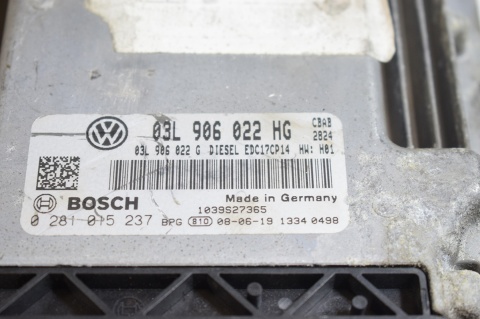 03L 906 022 HG CBAB
2824
03L 906 022 G DIESEL EDC17CP14 HW: H01
BOSCH Made in Germany
1039S27365
0 281 015 237 BPG 810 08-06-19 1334 0498